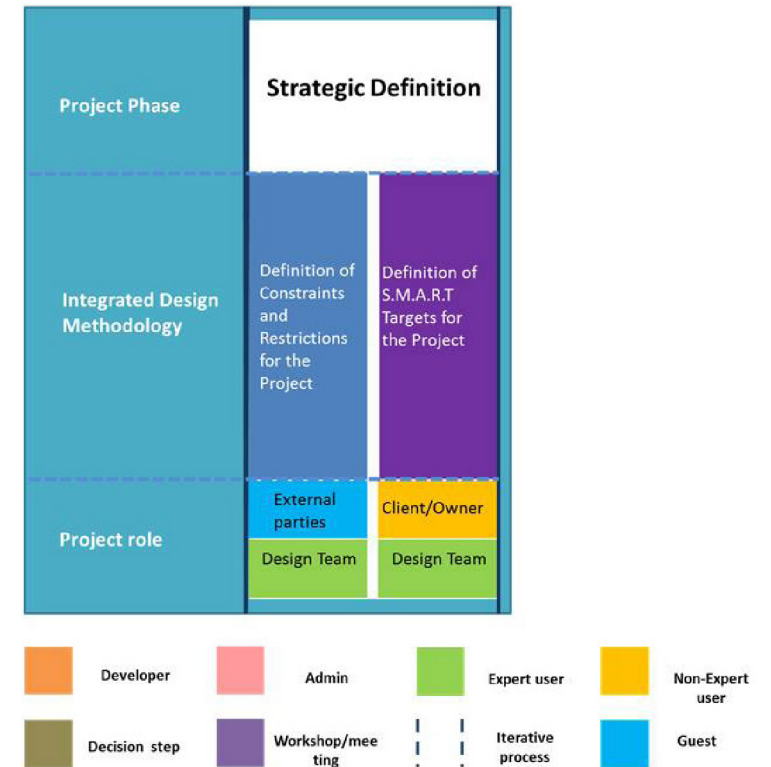 Project Phase
Strategic Definition
Integrated Design
Methodology
Definition of
Constraints
and
Restrictions
for the
Project
Definition of
S.M.A.R.T
Targets for
the Project
Project role
External
parties
Client/Owner
Design Team
Design Team
Developer
Admin
Expert user
Non-Expert
user
Decision step
Workshop/mee
ting
Iterative
process
Guest